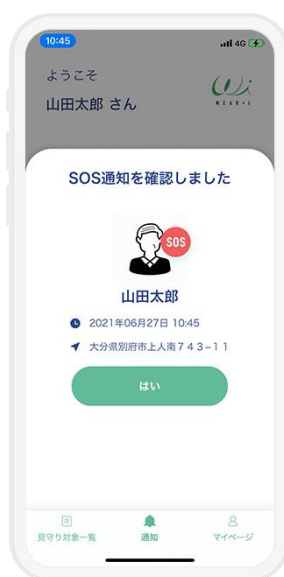 10:45
4G
ようこそ
山田太郎 さん
Wi
WEAR・i
SOS通知を確認しました
SOS
山田太郎
2021年06月27日 10:45
大分県別府市上人南743-11
はい
見守り対象一覧
通知
マイページ